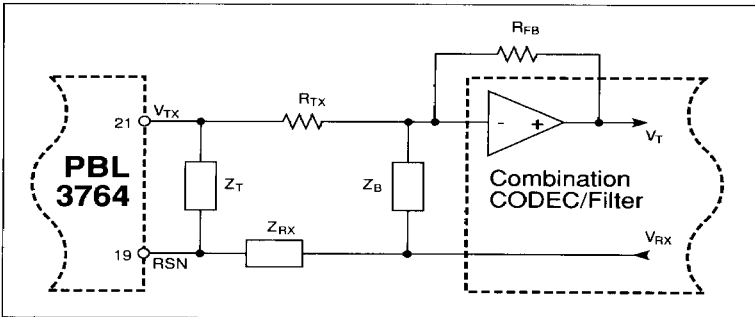 R_FB
R_TX
21
V_TX
- +
V_T
PBL
3764
Z_T
Z_B
Combination
CODEC/Filter
Z_RX
19
RSN
V_RX